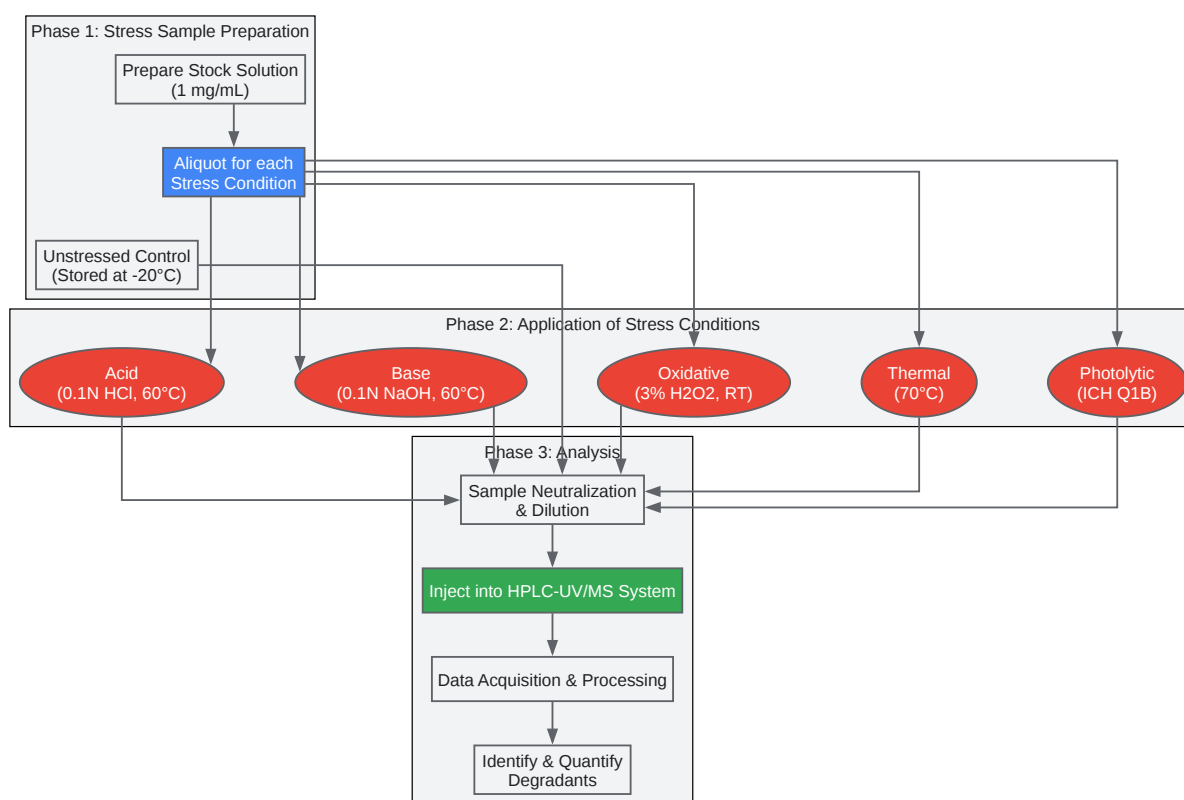 Phase 1: Stress Sample Preparation
Prepare Stock Solution
(1 mg/mL)
Aliquot for each
Stress Condition
Unstressed Control
(Stored at -20°C)
Phase 2: Application of Stress Conditions
Acid
(0.1N HCl, 60°C)
Base
(0.1N NaOH, 60°C)
Oxidative
(3% H2O2, RT)
Thermal
(70°C)
Photolytic
(ICH Q1B)
Phase 3: Analysis
Sample Neutralization
& Dilution
Inject into HPLC-UV/MS System
Data Acquisition & Processing
Identify & Quantify
Degradants